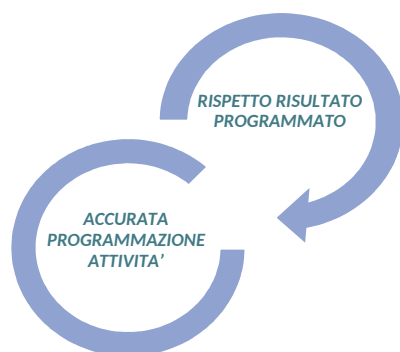 RISPETTO RISULTATO
PROGRAMMATO
ACCURATA
PROGRAMMAZIONE
ATTIVITA’